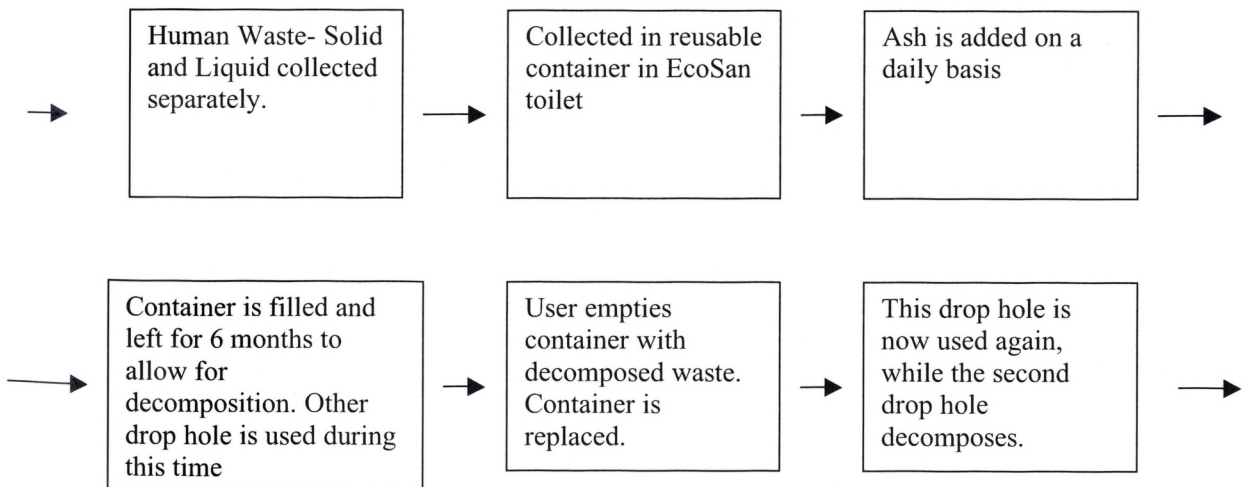 Human Waste- Solid
and Liquid collected
separately.
Collected in reusable
container in EcoSan
toilet
Ash is added on a
daily basis
Container is filled and
left for 6 months to
allow for
decomposition. Other
drop hole is used during
this time
User empties
container with
decomposed waste.
Container is
replaced.
This drop hole is
now used again,
while the second
drop hole
decomposes.